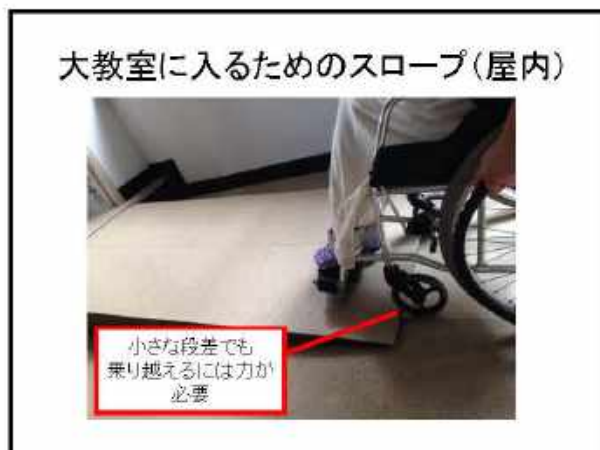 大教室に入るためのスロープ(屋内)
小さな段差でも
乗り越えるには力が
必要